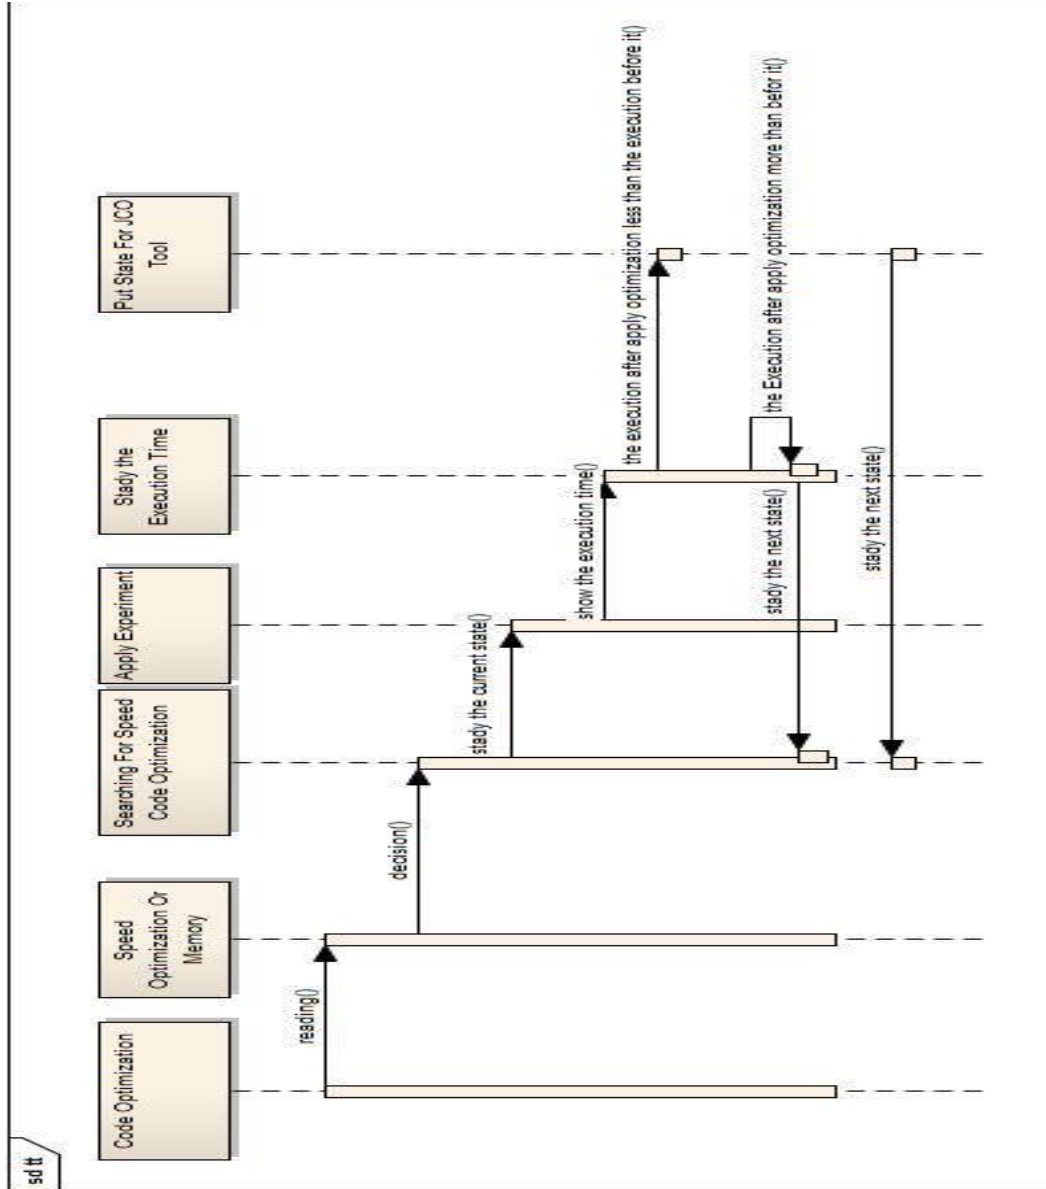 sd tt
Code Optimization
Speed
Optimization Or
Memory
Searching For Speed
Code Optimization
Apply Experiment
Stady the
Execution Time
Put State For JCO
Tool
reading()
decision()
stady the current state()
show the execution time()
the execution after apply optimization less than the execution before it()
the Execution after apply optimization more than befor it()
stady the next state()
stady the next state()